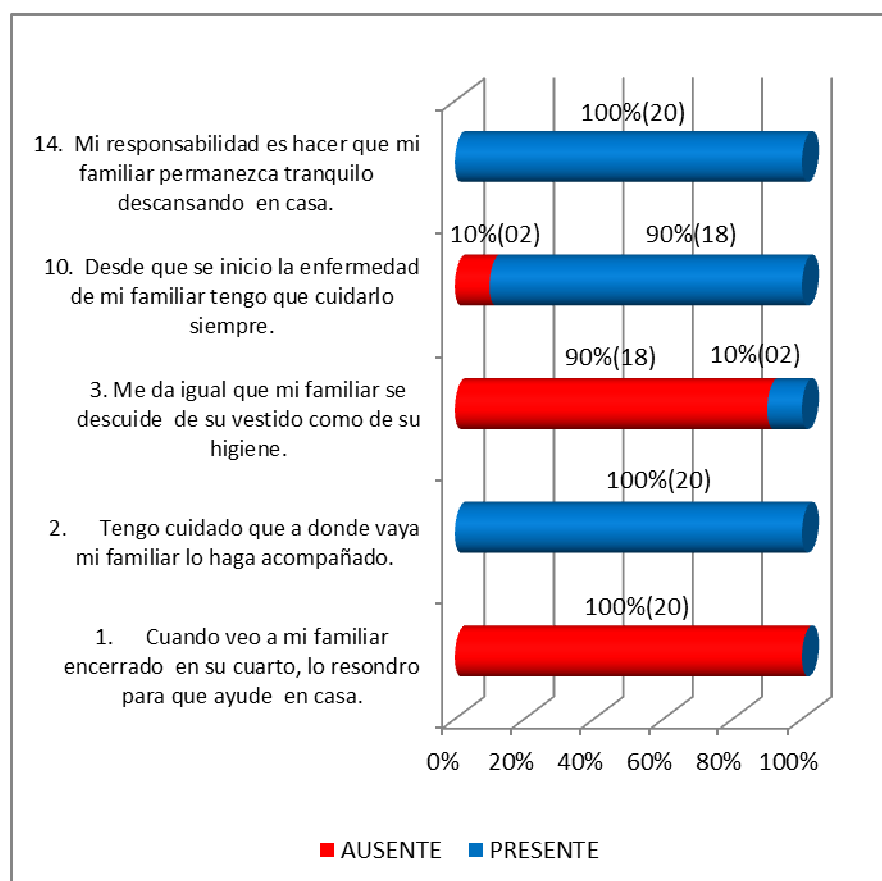 100%(20)
14. Mi responsabilidad es hacer que mi
familiar permanezca tranquilo
descansando en casa.
10%(02) 90%(18)
10. Desde que se inicio la enfermedad
de mi familiar tengo que cuidarlo
siempre.
90%(18) 10%(02)
3. Me da igual que mi familiar se
descuide de su vestido como de su
higiene.
100%(20)
2. Tengo cuidado que a donde vaya
mi familiar lo haga acompañado.
100%(20)
1. Cuando veo a mi familiar
encerrado en su cuarto, lo resondro
para que ayude en casa.
0% 20% 40% 60% 80% 100%
AUSENTE PRESENTE